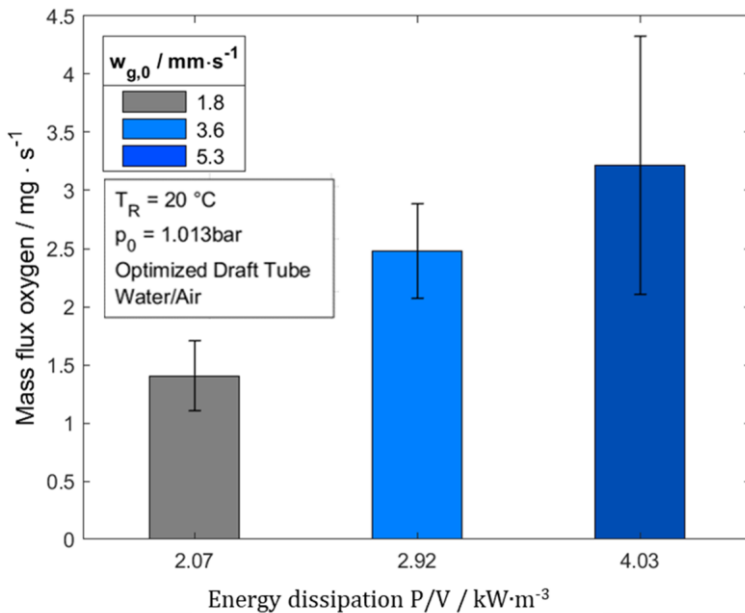 4.5
4
3.5
3
2.5
2
1.5
1
0.5
0
Mass flux oxygen / mg · s⁻¹
w_g,0 / mm·s⁻¹
1.8
3.6
5.3
T_R = 20 °C
p_0 = 1.013bar
Optimized Draft Tube
Water/Air
2.07 2.92 4.03
Energy dissipation P/V / kW·m⁻³